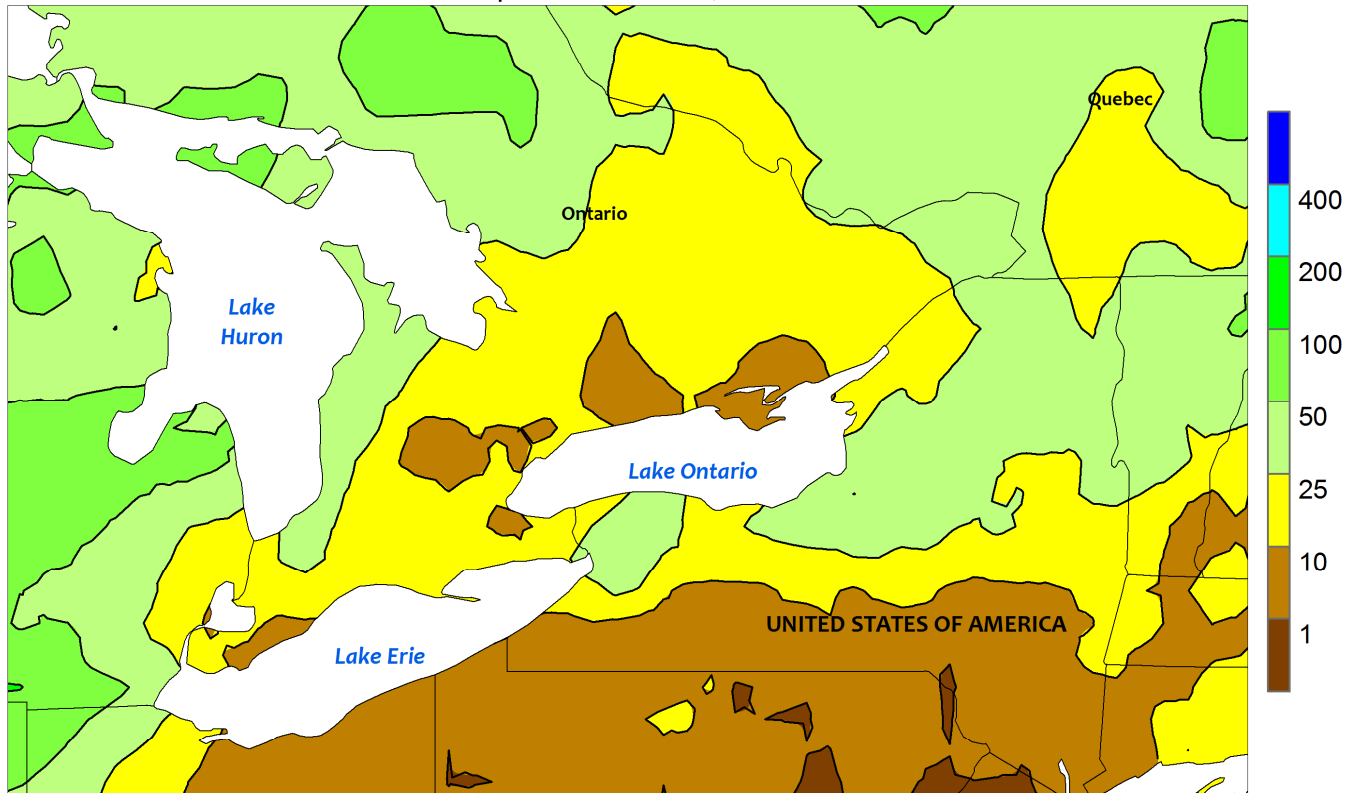 Quebec
Ontario
Lake
Huron
Lake Ontario
UNITED STATES OF AMERICA
Lake Erie
400
200
100
50
25
10
1